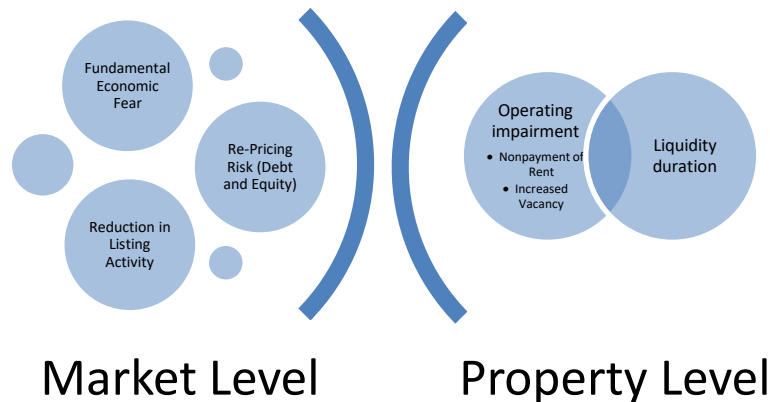 Fundamental
Economic
Fear
Re-Pricing
Risk (Debt
and Equity)
Reduction in
Listing
Activity
Market Level
Operating
impairment
• Nonpayment of
Rent
• Increased
Vacancy
Liquidity
duration
Property Level